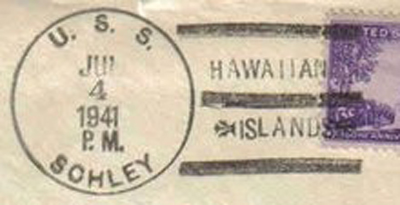 U. S. S.
JUL
4
1941
P.M.
SCHLEY
HAWAIIAN
ISLANDS